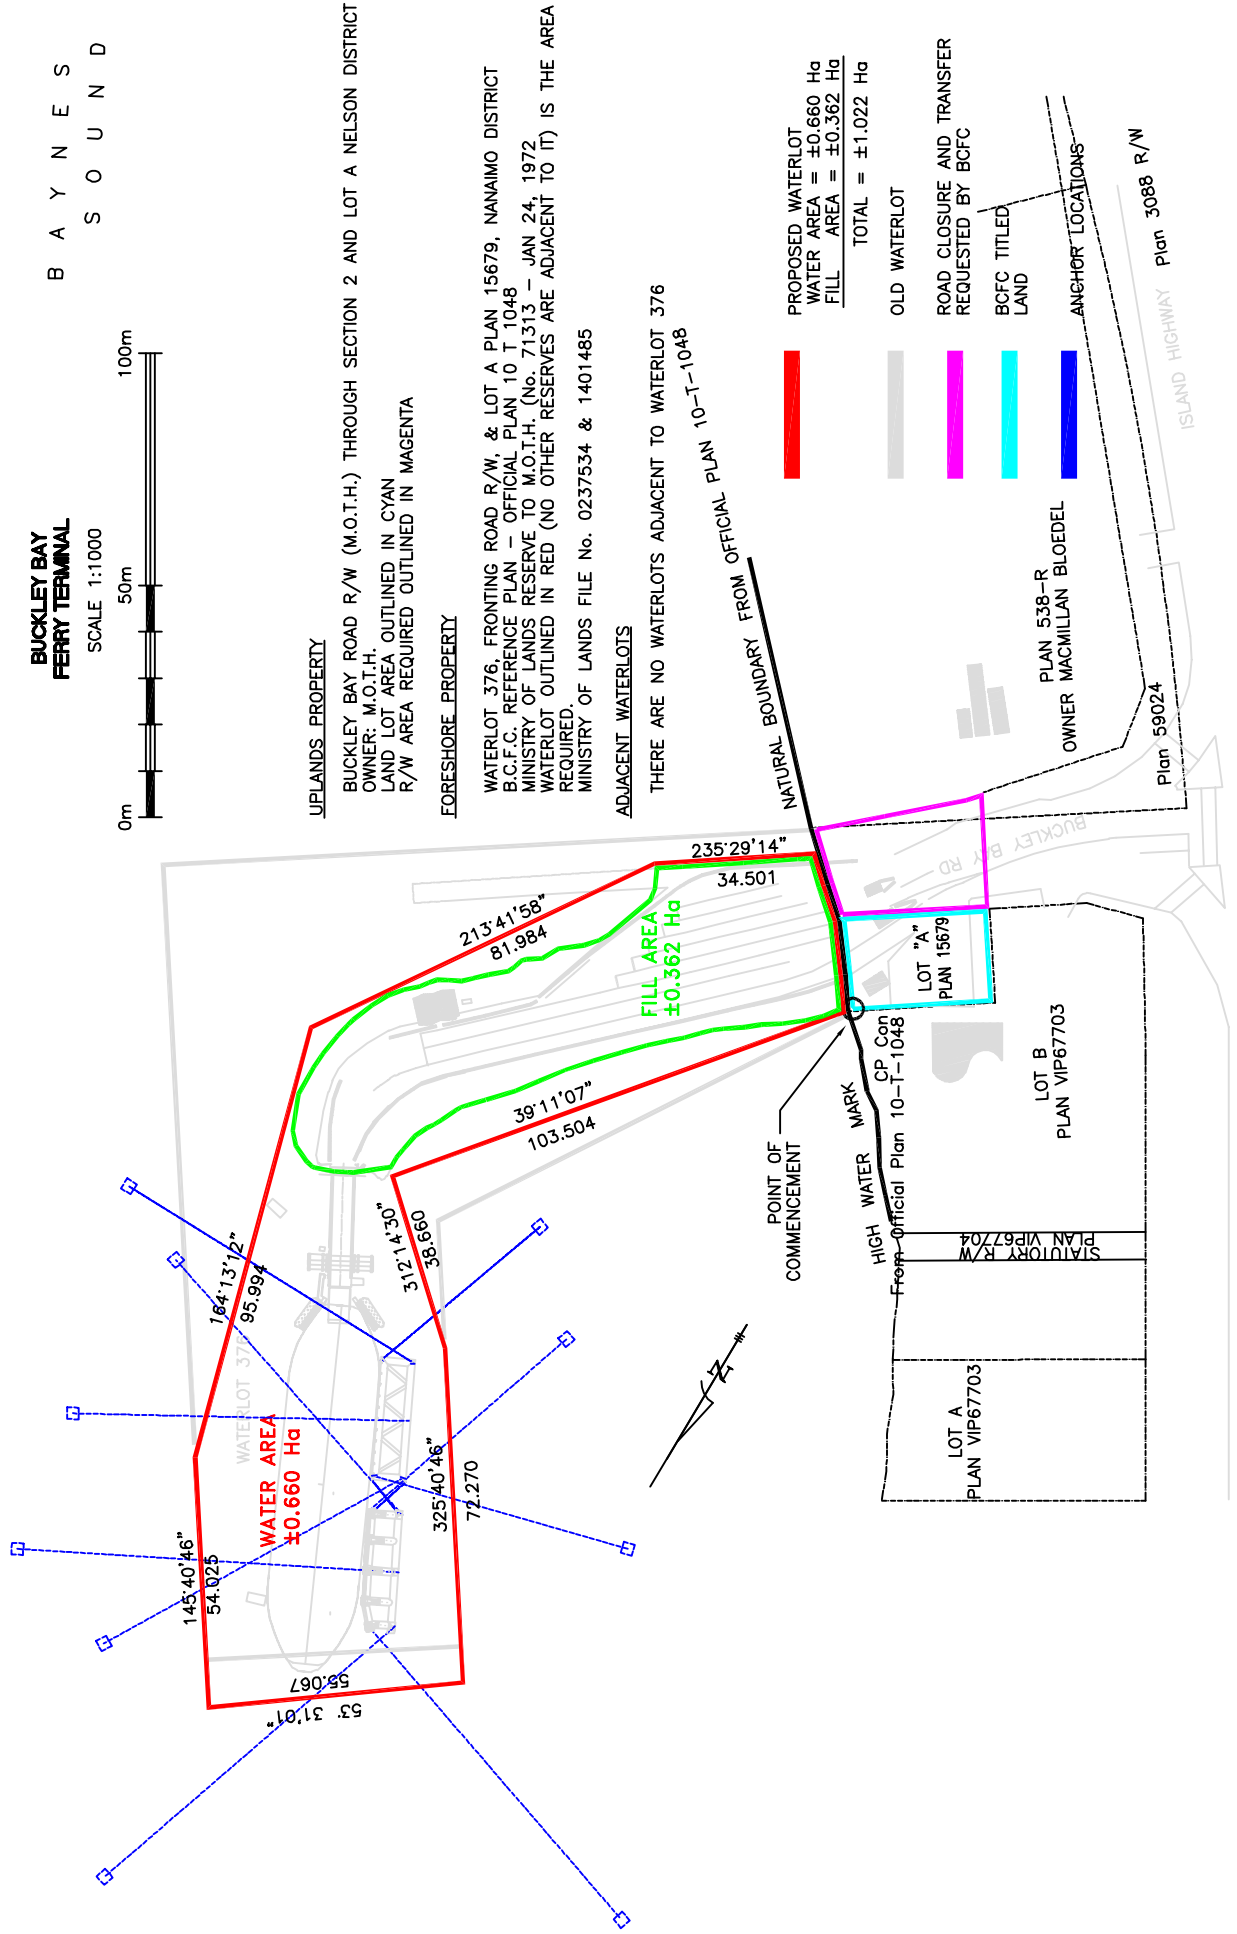 BUCKLEY BAY
FERRY TERMINAL
SCALE 1:1000
0m
50m
100m
B A Y N E S
S O U N D
UPLANDS PROPERTY
BUCKLEY BAY ROAD R/W (M.O.T.H.) THROUGH SECTION 2 AND LOT A NELSON DISTRICT
OWNER: M.O.T.H.
LAND LOT AREA OUTLINED IN CYAN
R/W AREA REQUIRED OUTLINED IN MAGENTA
FORESHORE PROPERTY
WATERLOT 376, FRONTING ROAD R/W, & LOT A PLAN 15679, NANAIMO DISTRICT
B.C.F.C. REFERENCE PLAN – OFFICIAL PLAN 10 T 1048
MINISTRY OF LANDS RESERVE TO M.O.T.H. (No. 71313 – JAN 24, 1972
WATERLOT OUTLINED IN RED (NO OTHER RESERVES ARE ADJACENT TO IT) IS THE AREA
REQUIRED.
MINISTRY OF LANDS FILE No. 0237534 & 1401485
ADJACENT WATERLOTS
THERE ARE NO WATERLOTS ADJACENT TO WATERLOT 376
NATURAL BOUNDARY FROM OFFICIAL PLAN 10-T-1048
PROPOSED WATERLOT
WATER AREA = ±0.660 Ha
FILL AREA = ±0.362 Ha
TOTAL = ±1.022 Ha
OLD WATERLOT
ROAD CLOSURE AND TRANSFER
REQUESTED BY BCFC
BCFC TITLED
LAND
ANCHOR LOCATIONS
Plan 3088 R/W
ISLAND HIGHWAY
PLAN 538-R
OWNER MACMILLAN BLOEDEL
Plan 59024
BUCKLEY BAY RD
235°29'14"
34.501
213°41'58"
81.984
FILL AREA
±0.362 Ha
39°11'07"
103.504
312°14'30"
38.660
164°13'12"
95.994
WATERLOT 376
WATER AREA
±0.660 Ha
325°40'46"
72.270
145°40'46"
54.025
55.067
53° 31'01"
LOT "A"
PLAN 15679
POINT OF
COMMENCEMENT
HIGH WATER MARK
CP Con
From Official Plan 10-T-1048
LOT B
PLAN VIP67703
STATUTORY R/W
PLAN VIP67704
LOT A
PLAN VIP67703
N